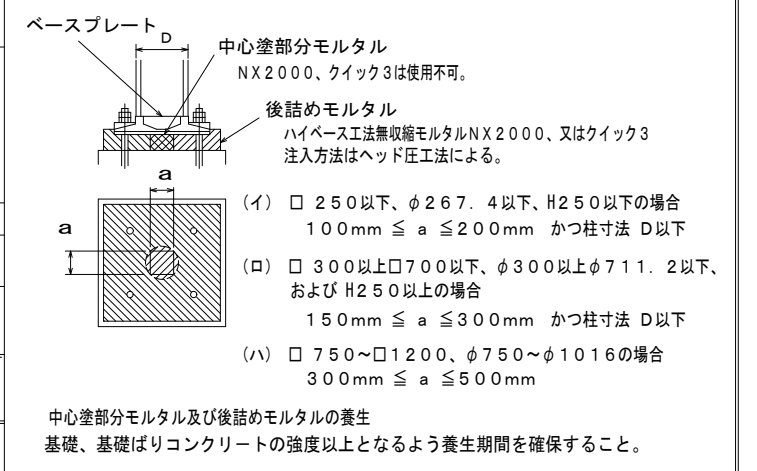 ベースプレート
D
中心塗部分モルタル
NX2000、クイック3は使用不可。
後詰めモルタル
ハイベース工法無収縮モルタルNX2000、又はクイック3
注入方法はヘッド圧工法による。
a
a
(イ) □ 250以下、φ267.4以下、H250以下の場合
100mm ≦ a ≦200mm かつ柱寸法 D以下
(ロ) □ 300以上□700以下、φ300以上φ711.2以下、
および H250以上の場合
150mm ≦ a ≦300mm かつ柱寸法 D以下
(ハ) □ 750~□1200、φ750~φ1016の場合
300mm ≦ a ≦500mm
中心塗部分モルタル及び後詰めモルタルの養生
基礎、基礎ばりコンクリートの強度以上となるよう養生期間を確保すること。